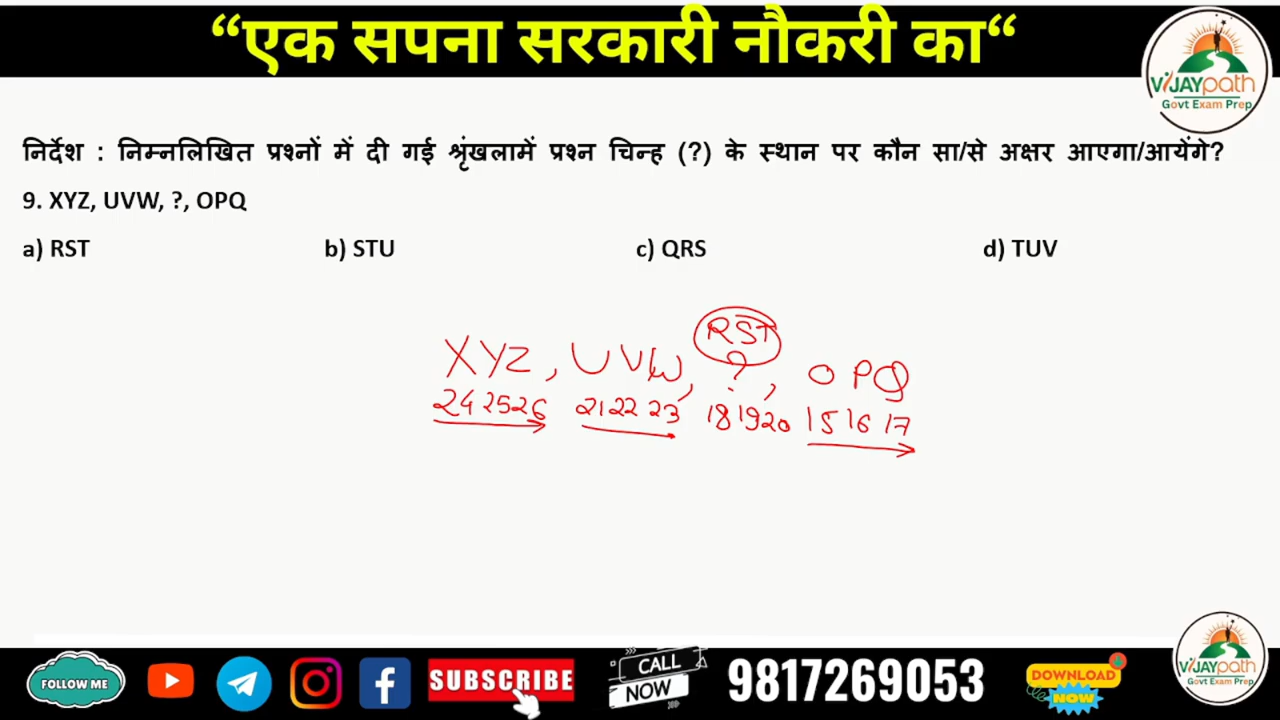 “एक सपना सरकारी नौकरी का“
ViJAYpath
Govt Exam Prep
निर्देश : निम्नलिखित प्रश्नों में दी गई श्रृंखलामें प्रश्न चिन्ह (?) के स्थान पर कौन सा/से अक्षर आएगा/आयेंगे?
9. XYZ, UVW, ?, OPQ
a) RST b) STU c) QRS d) TUV
RST
XYZ, UVW, ?, OPQ
24 25 26 21 22 23 18 19 20 15 16 17
FOLLOW ME SUBSCRIBE CALL NOW 9817269053 DOWNLOAD NOW
ViJAYpath
Govt Exam Prep